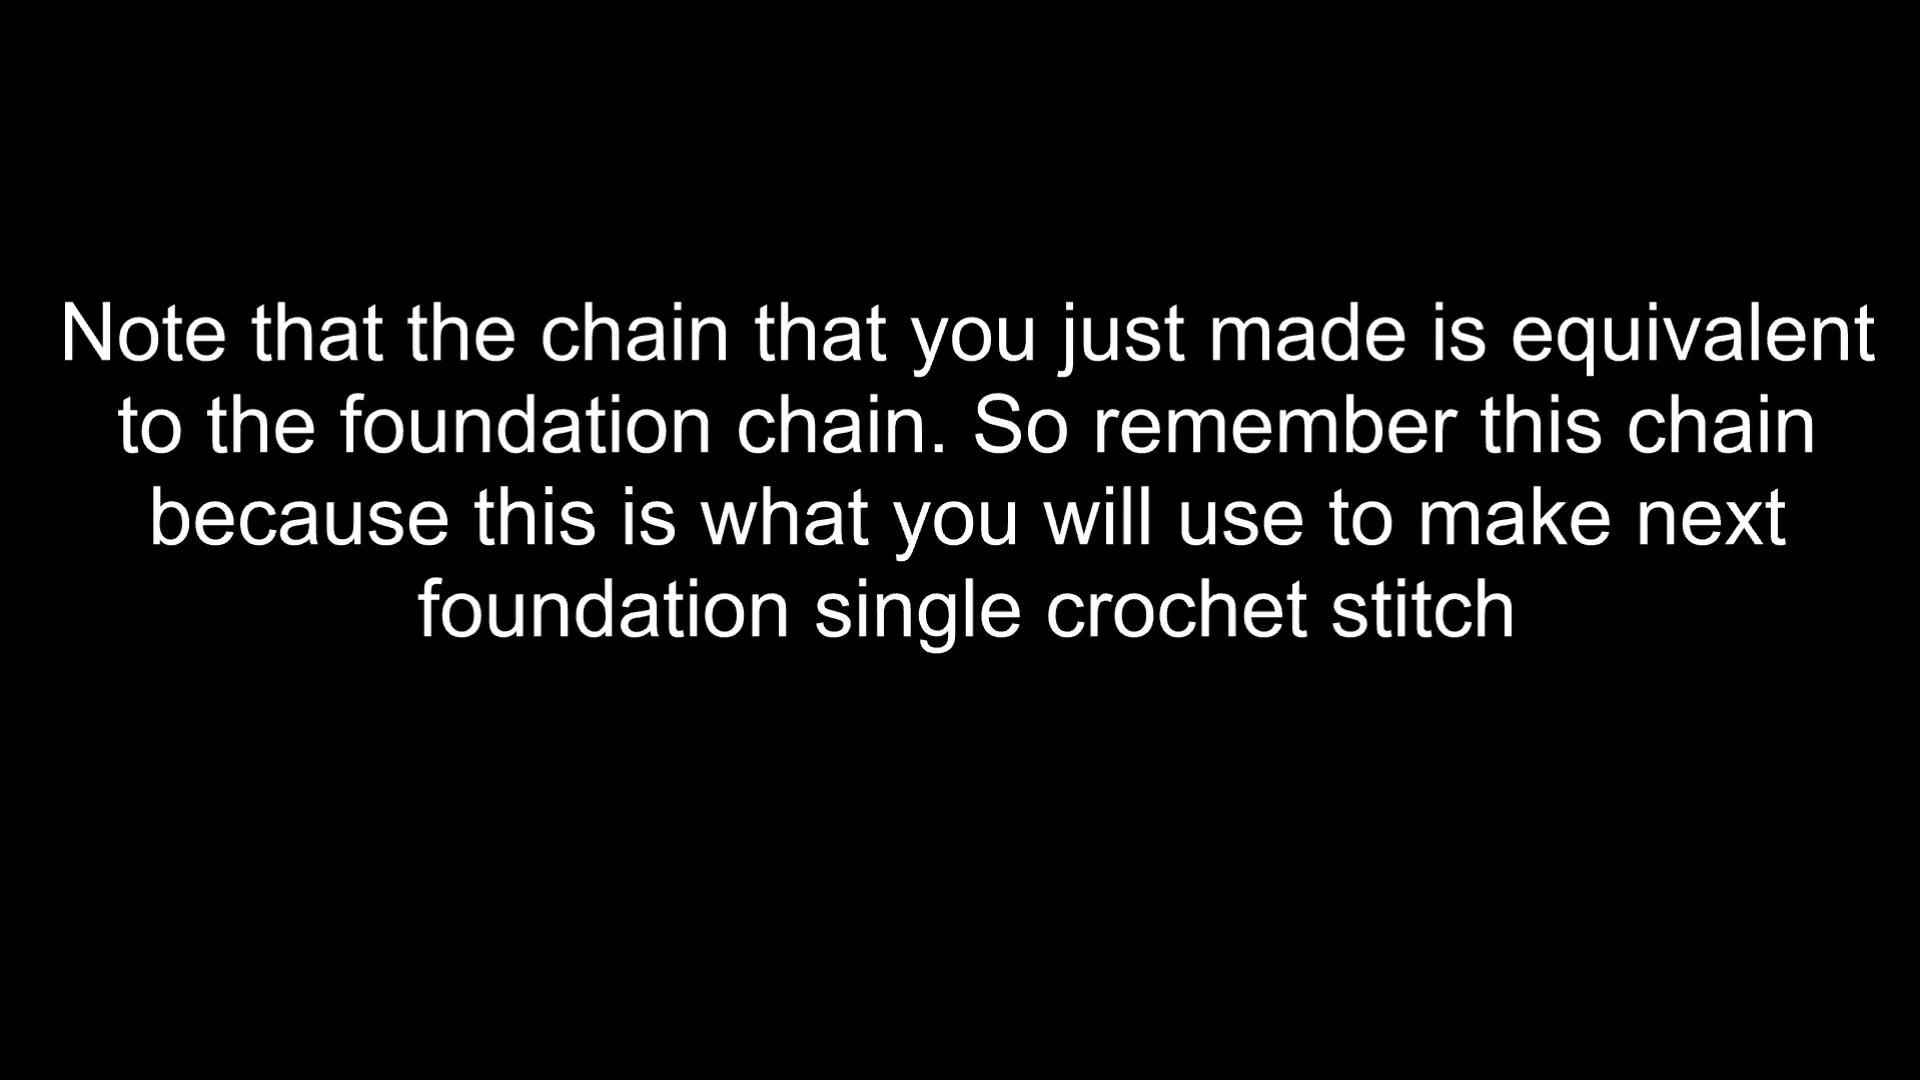 Note that the chain that you just made is equivalent
to the foundation chain. So remember this chain
because this is what you will use to make next
foundation single crochet stitch